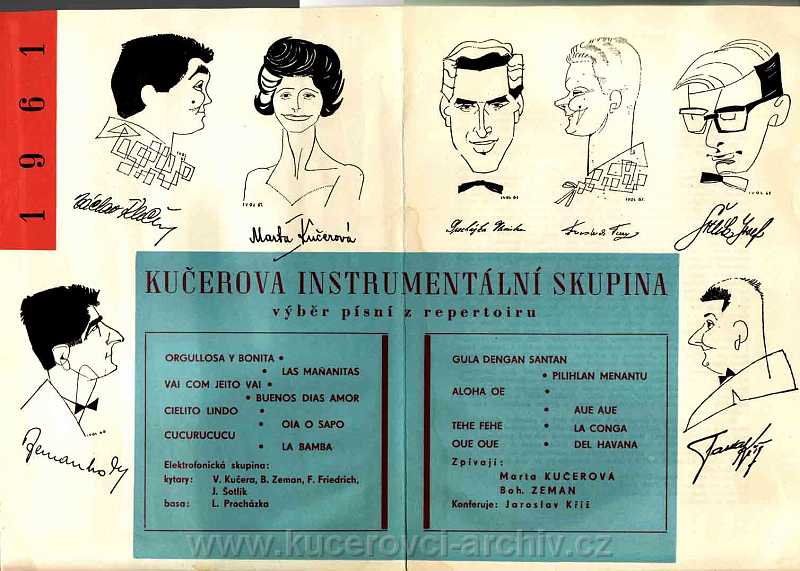 1961
Marta Kučerová
KUČEROVA INSTRUMENTÁLNÍ SKUPINA
výběr písní z repertoiru
ORGULLOSA Y BONITA •
• LAS MAÑANITAS
VAI COM JEITO VAI •
• BUENOS DIAS AMOR
CIELITO LINDO •
• OIA O SAPO
CUCURUCUCU
• LA BAMBA
Elektrofonická skupina:
kytary: V. Kučera, B. Zeman, F. Friedrich,
J. Šotlík
basa: L. Procházka
GULA DENGAN SANTAN
• PILIHLAN MENANTU
ALOHA OE •
• AUE AUE
TEHE FEHE • LA CONGA
OUE OUE • DEL HAVANA
Zpívají:
Marta KUČEROVÁ
Boh. ZEMAN
Konferuje: Jaroslav Kříž
www.kucerovci-archiv.cz